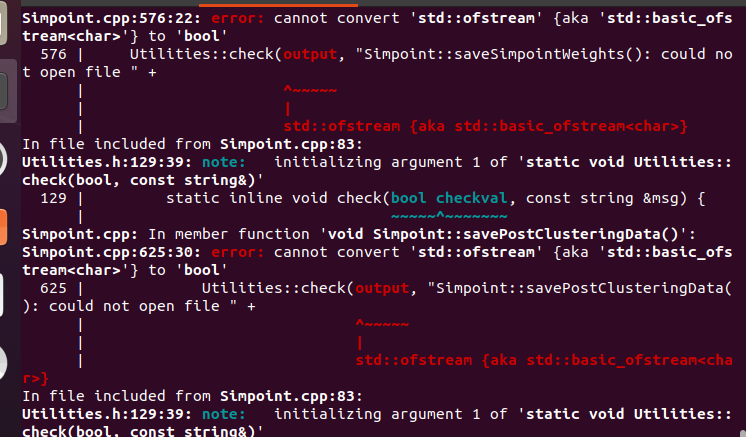 Simpoint.cpp:576:22: error: cannot convert 'std::ofstream' {aka 'std::basic_ofs
tream<char>'} to 'bool'
576 |     Utilities::check(output, "Simpoint::saveSimpointWeights(): could no
t open file " +
|                      ^~~~~~
|                      |
|                      std::ofstream {aka std::basic_ofstream<char>}
In file included from Simpoint.cpp:83:
Utilities.h:129:39: note:   initializing argument 1 of 'static void Utilities::
check(bool, const string&)'
129 |         static inline void check(bool checkval, const string &msg) {
|                                  ~~~~~^~~~~~~~
Simpoint.cpp: In member function 'void Simpoint::savePostClusteringData()':
Simpoint.cpp:625:30: error: cannot convert 'std::ofstream' {aka 'std::basic_ofs
tream<char>'} to 'bool'
625 |             Utilities::check(output, "Simpoint::savePostClusteringData(
): could not open file " +
|                              ^~~~~~
|                              |
|                              std::ofstream {aka std::basic_ofstream<cha
r>}
In file included from Simpoint.cpp:83:
Utilities.h:129:39: note:   initializing argument 1 of 'static void Utilities::
check(bool, const string&)'